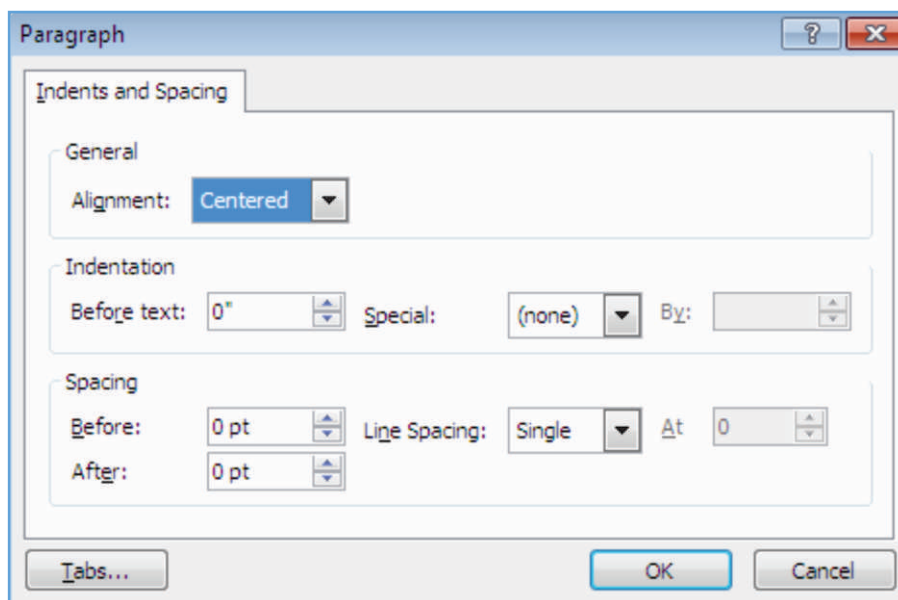 Paragraph
Indents and Spacing
General
Alignment: Centered
Indentation
Before text: 0" Special: (none) By:
Spacing
Before: 0 pt Line Spacing: Single At 0
After: 0 pt
Tabs... OK Cancel